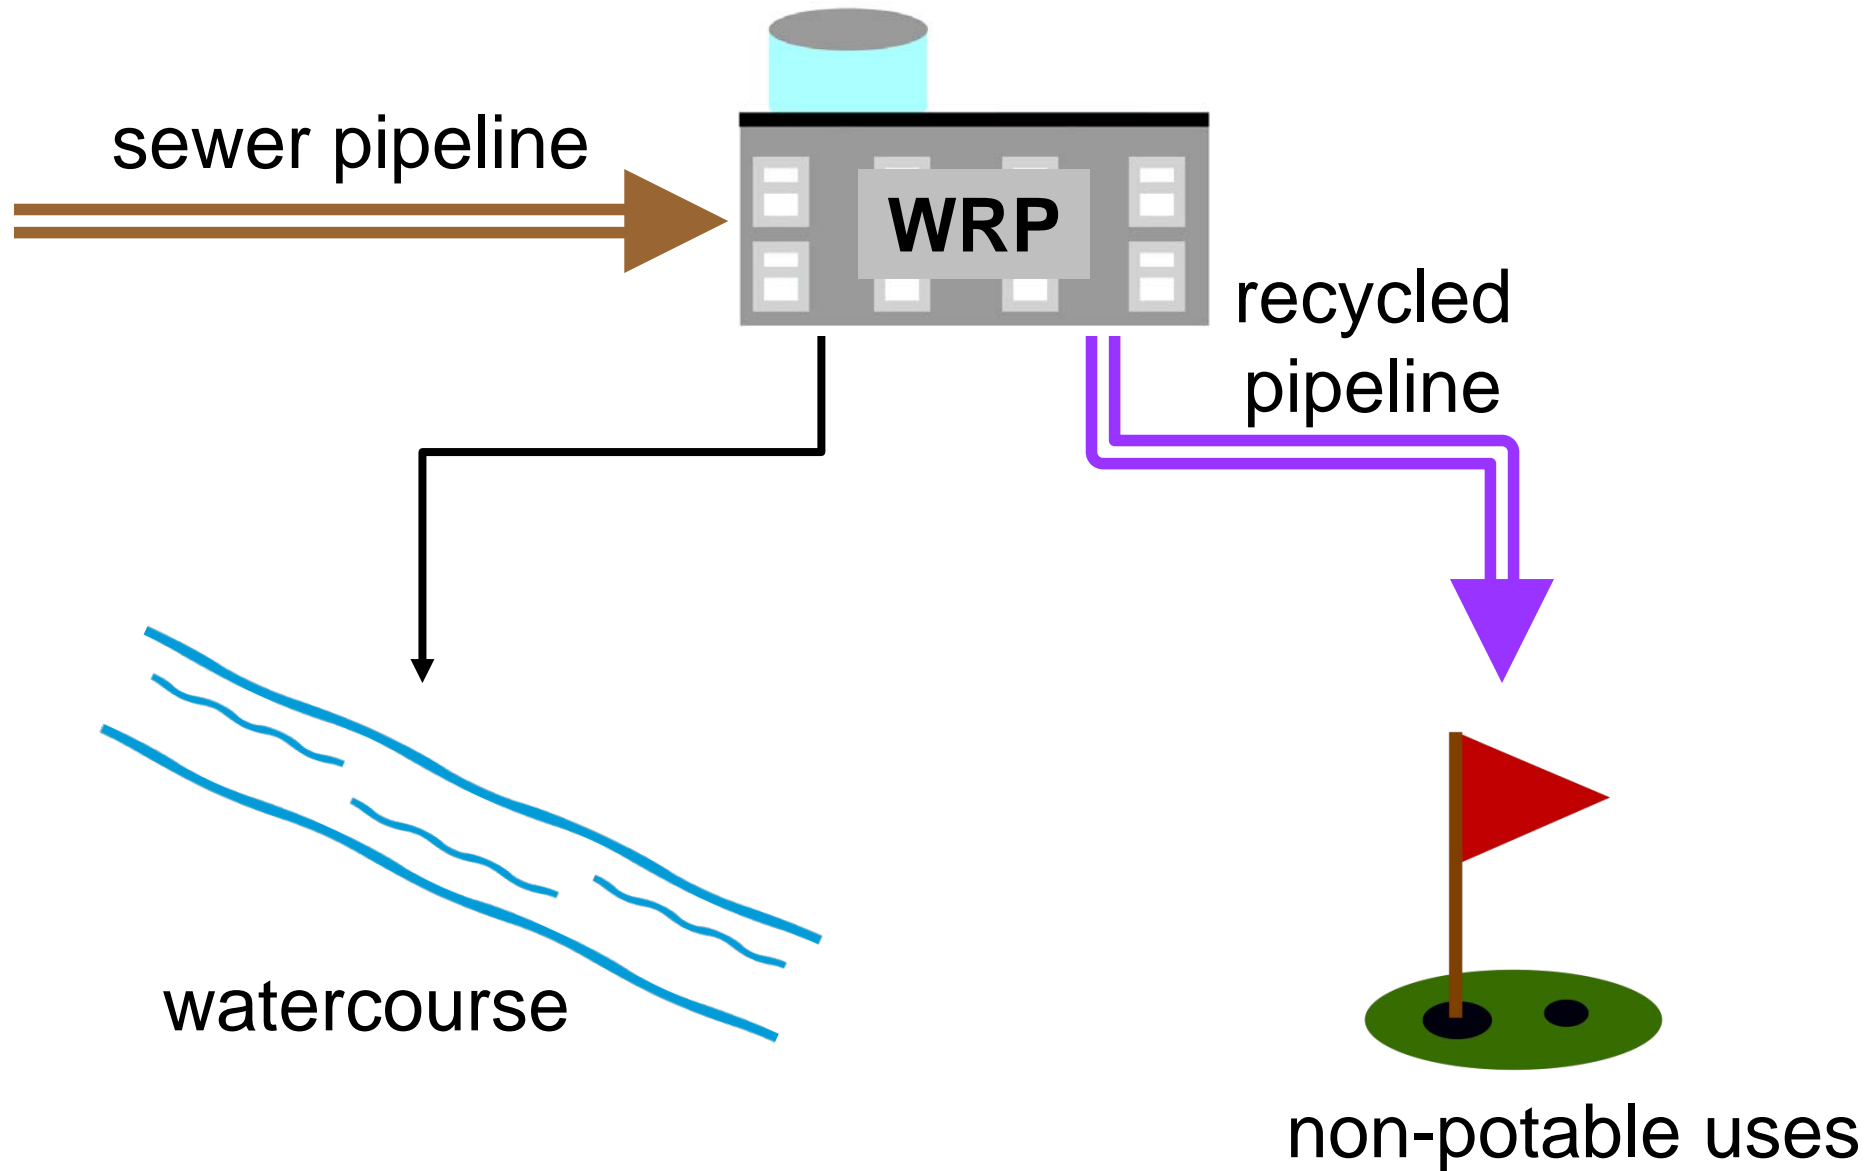 sewer pipeline
WRP
recycled
pipeline
watercourse
non-potable uses